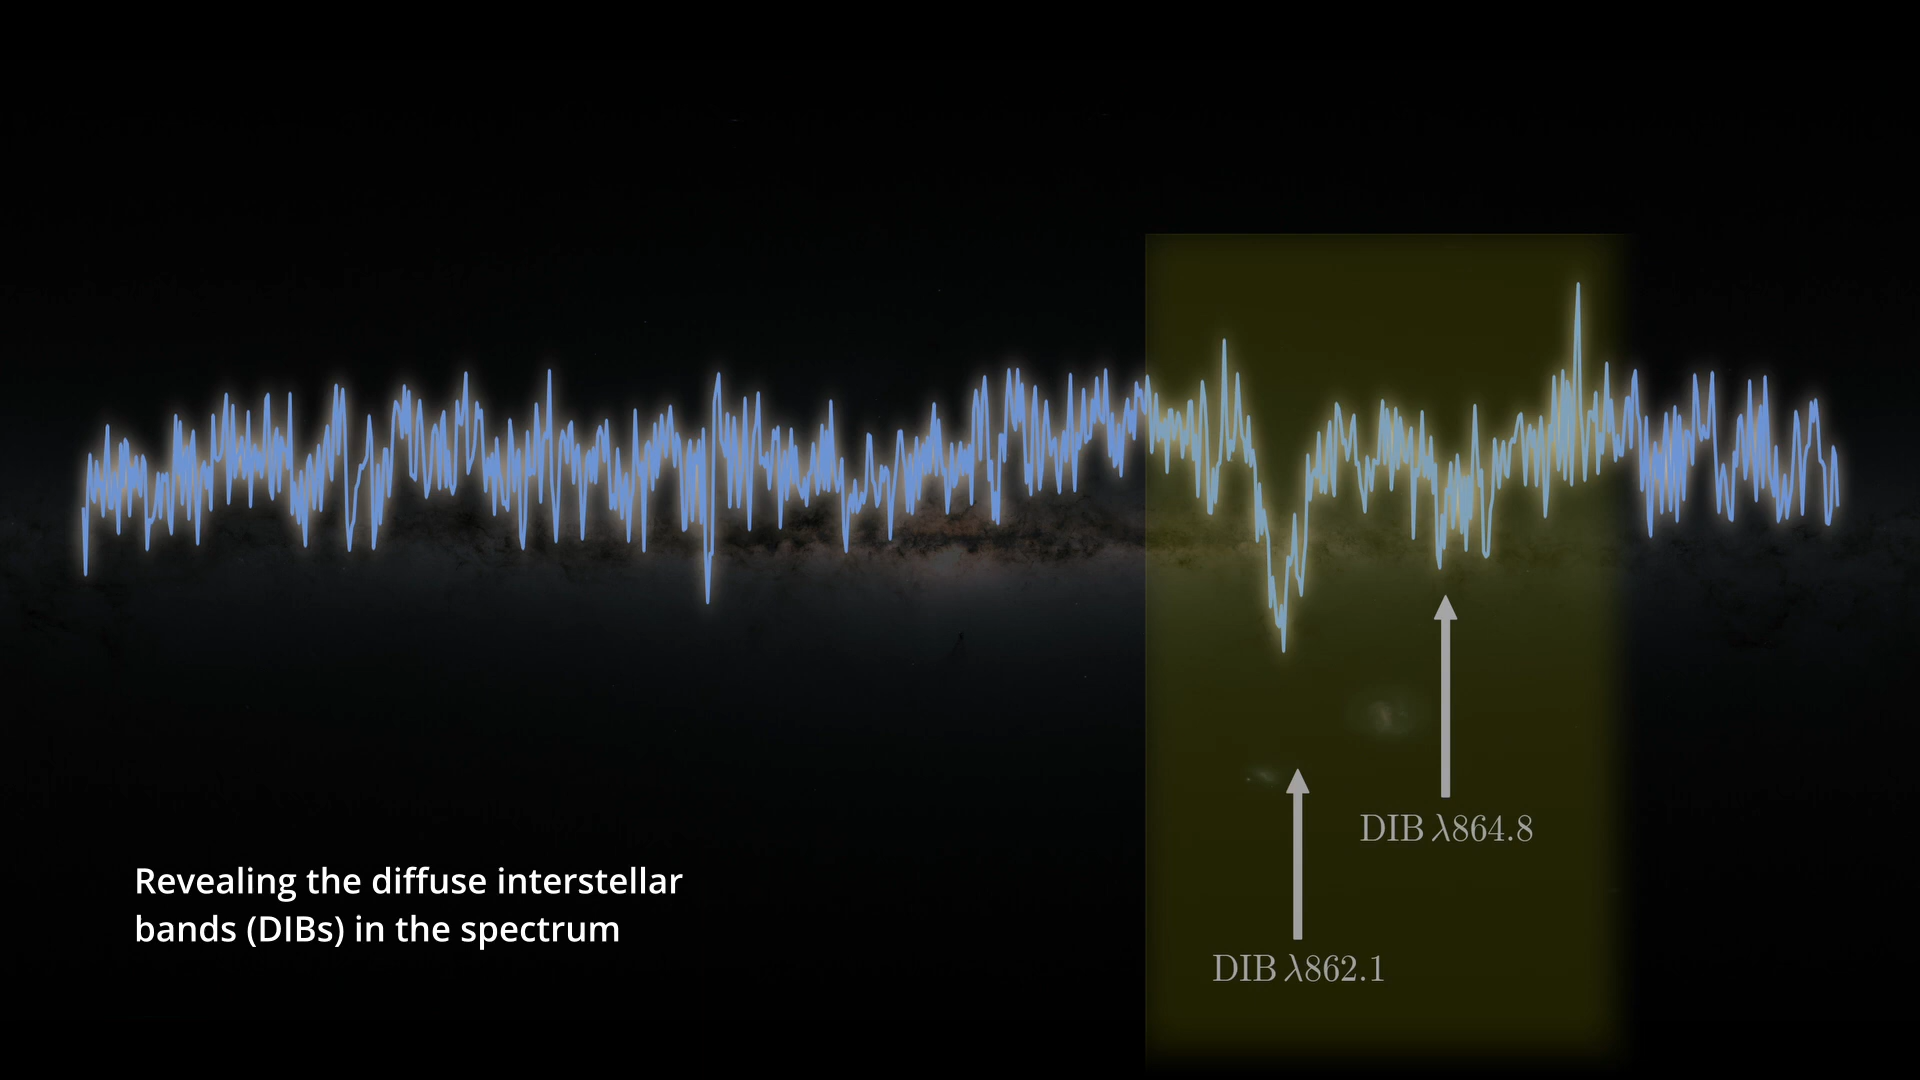 DIB λ864.8
Revealing the diffuse interstellar
bands (DIBs) in the spectrum
DIB λ862.1